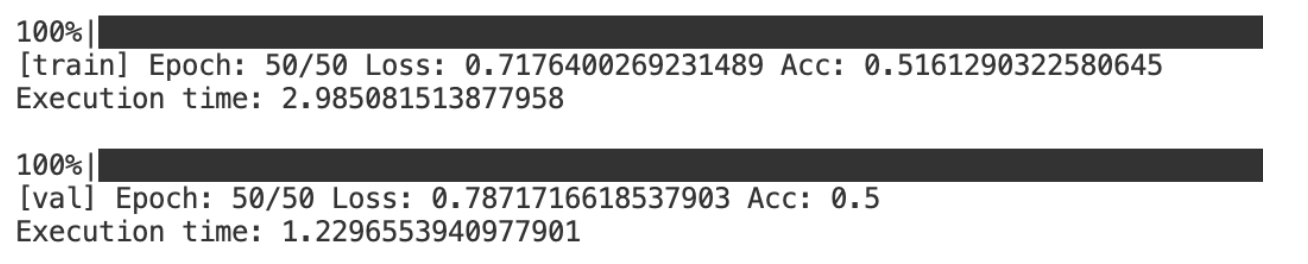 100%|
[train] Epoch: 50/50 Loss: 0.7176400269231489 Acc: 0.5161290322580645
Execution time: 2.985081513877958
100%|
[val] Epoch: 50/50 Loss: 0.7871716618537903 Acc: 0.5
Execution time: 1.2296553940977901